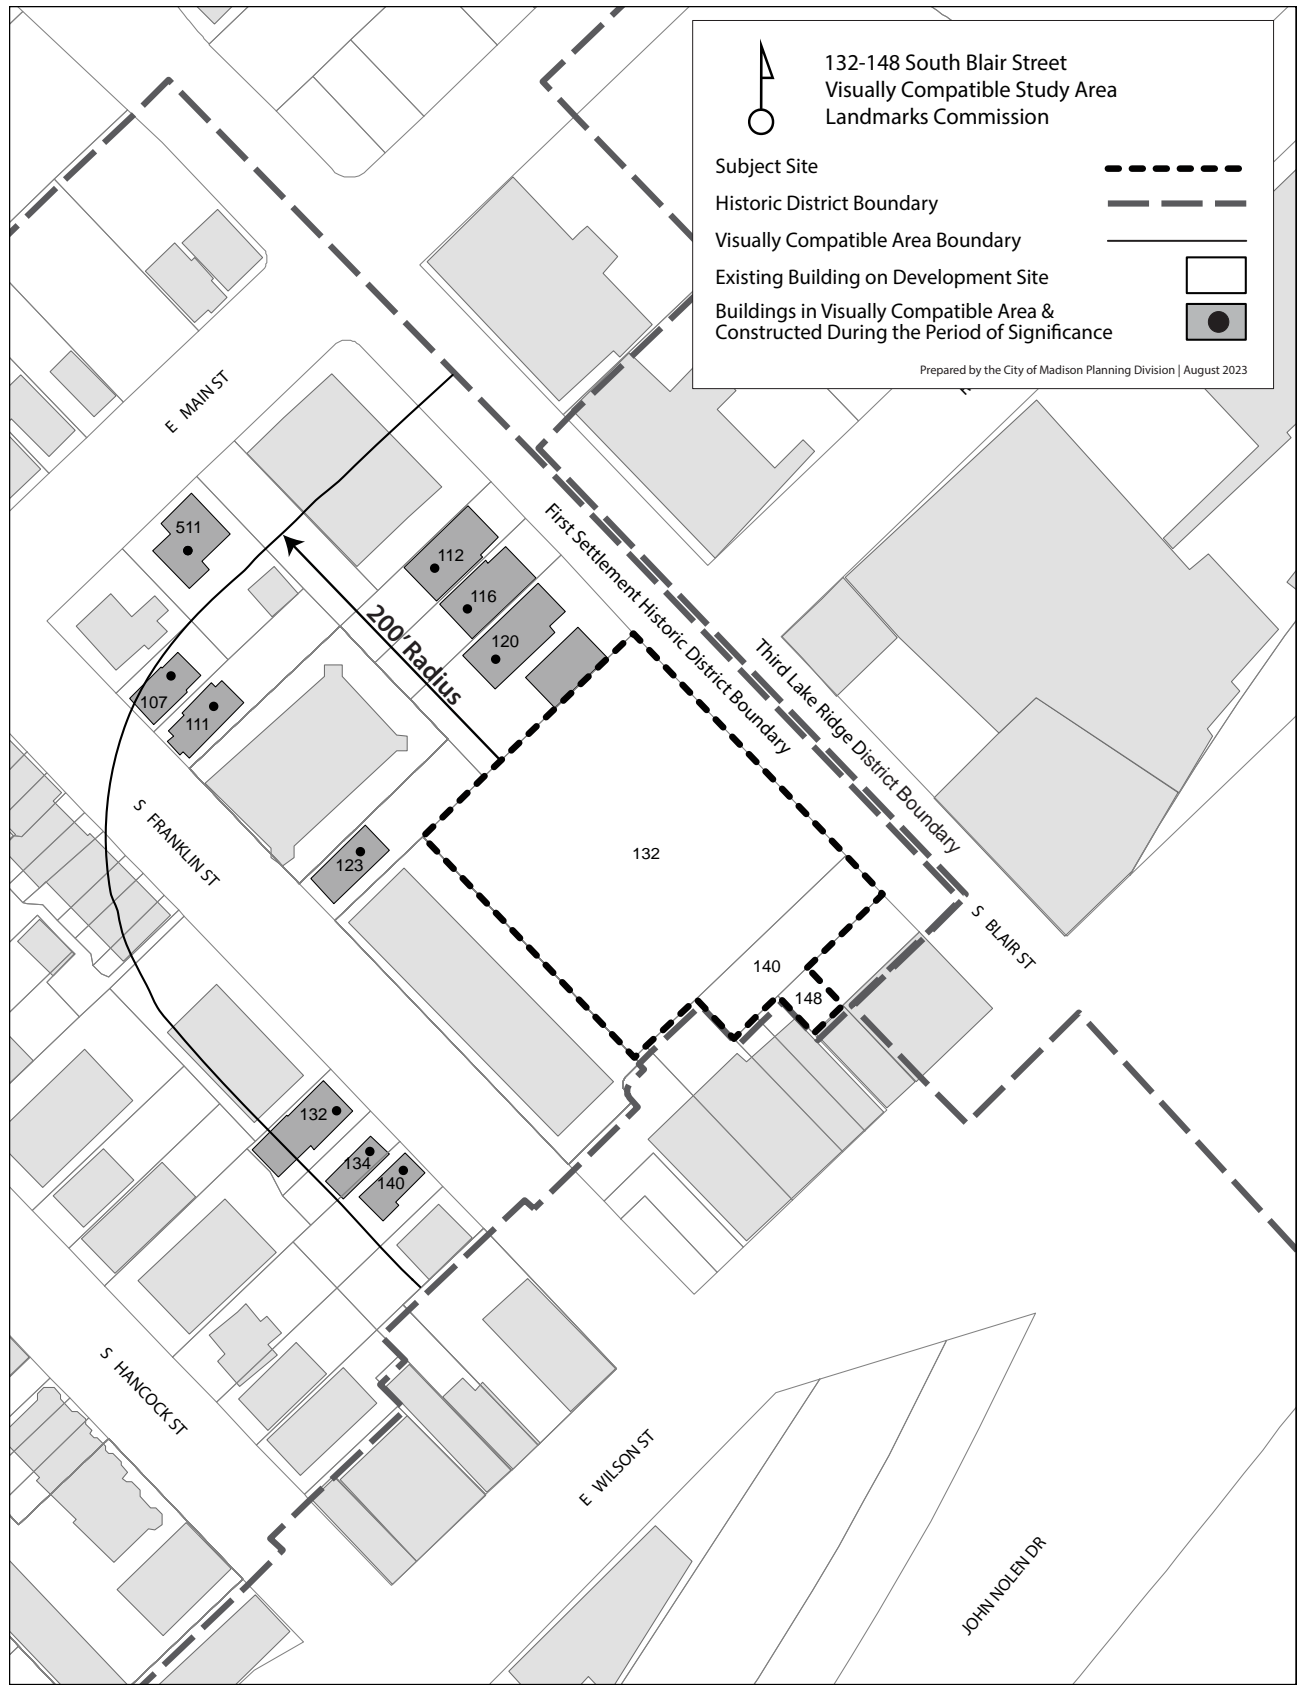 132-148 South Blair Street
Visually Compatible Study Area
Landmarks Commission
Subject Site
Historic District Boundary
Visually Compatible Area Boundary
Existing Building on Development Site
Buildings in Visually Compatible Area &
Constructed During the Period of Significance
Prepared by the City of Madison Planning Division | August 2023
E MAIN ST
511
112
116
120
200' Radius
First Settlement Historic District Boundary
Third Lake Ridge District Boundary
107
111
S FRANKLIN ST
123
132
140
148
S BLAIR ST
132
134
140
S HANCOCK ST
E WILSON ST
JOHN NOLEN DR